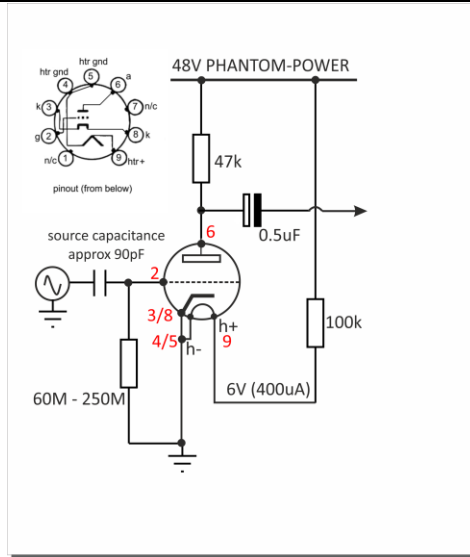 48V PHANTOM-POWER
htr gnd
htr gnd
4
5
6
a
k
3
7
n/c
g
2
8
k
n/c
1
9
htr+
pinout (from below)
47k
0.5uF
6
source capacitance
approx 90pF
2
3/8
h+
4/5
h-
9
100k
6V (400uA)
60M - 250M